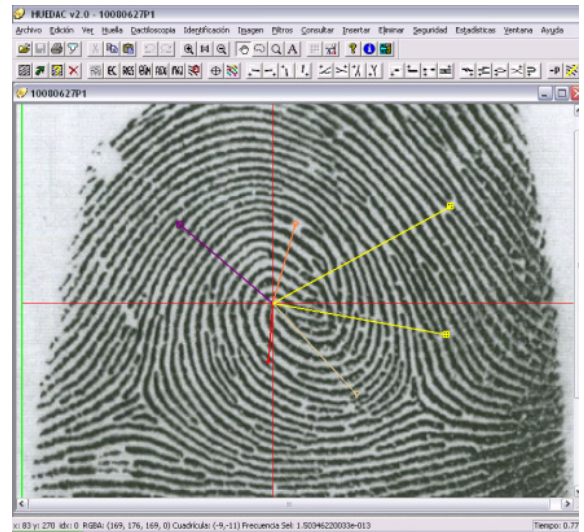 HUEDAC v2.0 - 10080627P1
Archivo Edición Ver Huella Dactiloscopia Identificación Imagen Filtros Consultar Insertar Eliminar Seguridad Estadísticas Ventana Ayuda
10080627P1
x: 83 y: 270 idx: 0 RGBA: (169, 176, 169, 0) Cuadrícula: (-9,-11) Frecuencia Sel: 1.50346220033e-013 Tiempo: 0.77